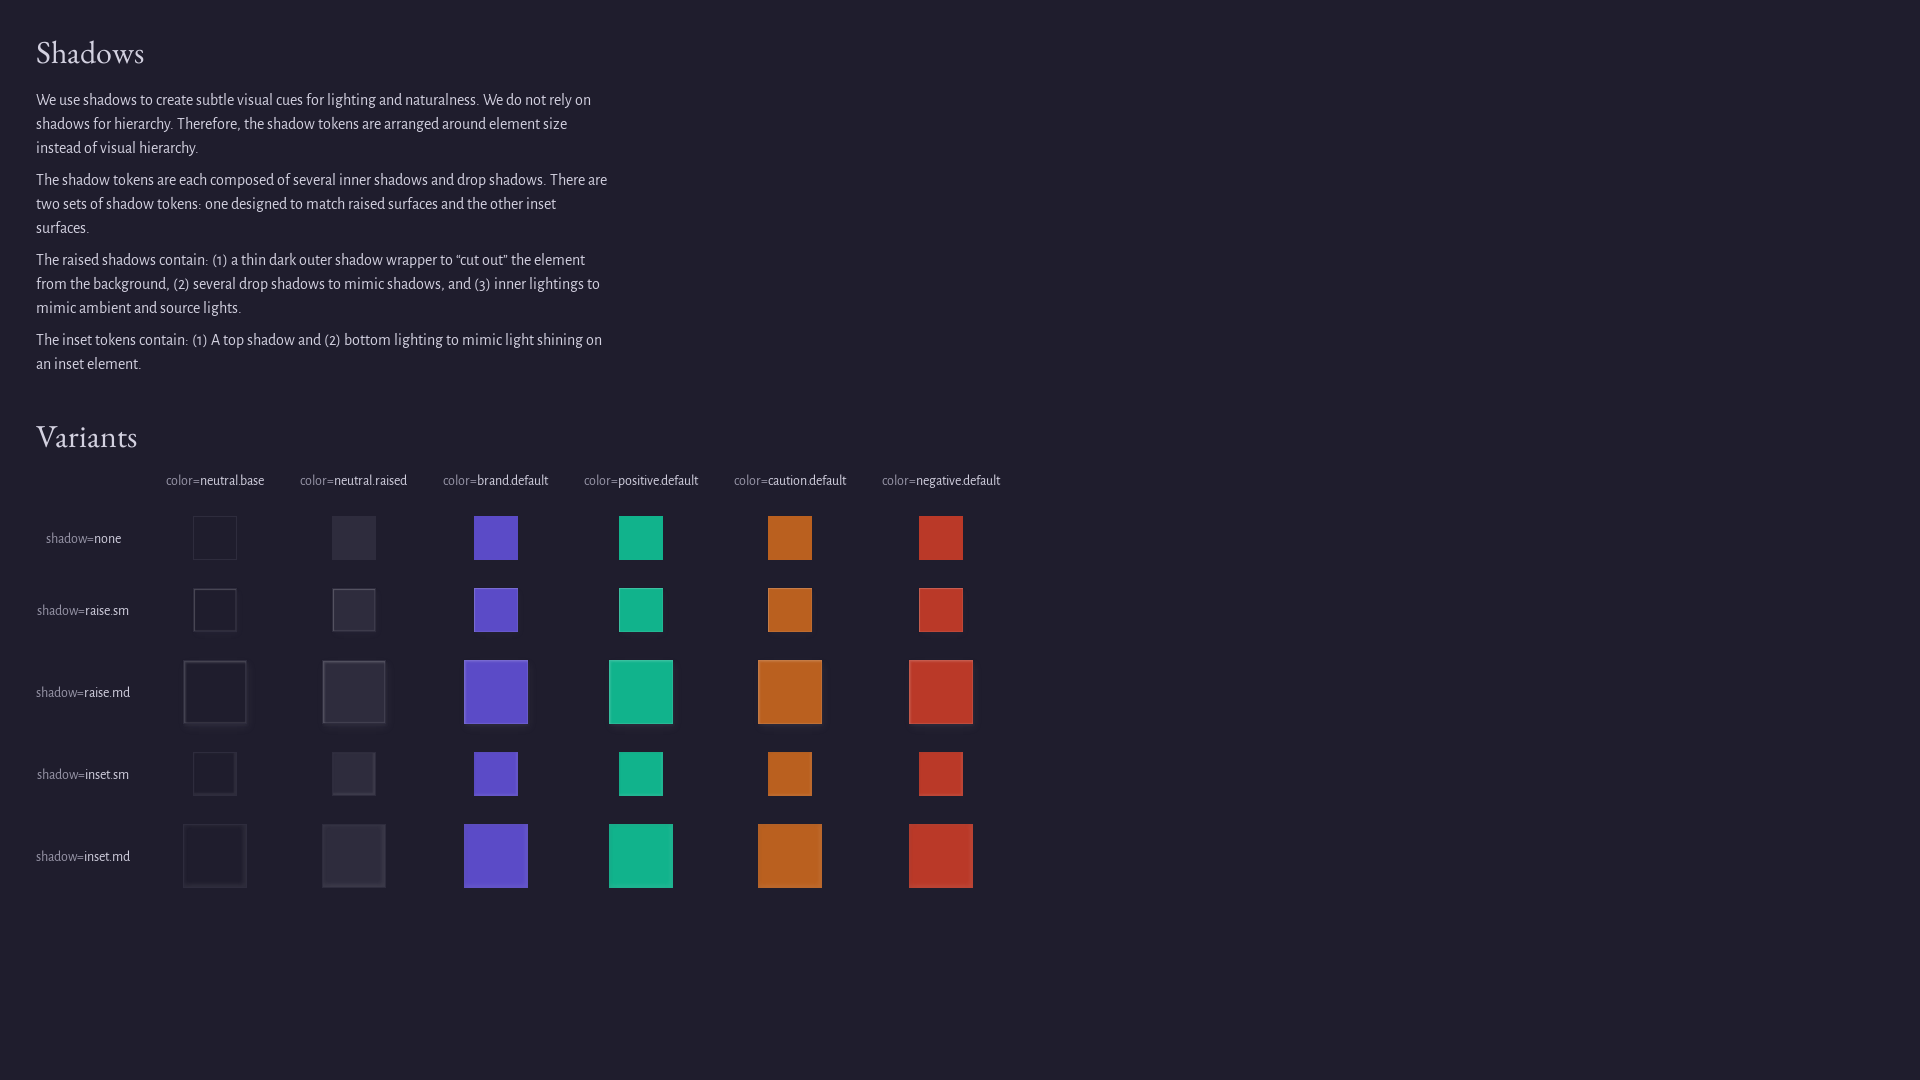 Shadows
We use shadows to create subtle visual cues for lighting and naturalness. We do not rely on
shadows for hierarchy. Therefore, the shadow tokens are arranged around element size
instead of visual hierarchy.
The shadow tokens are each composed of several inner shadows and drop shadows. There are
two sets of shadow tokens: one designed to match raised surfaces and the other inset
surfaces.
The raised shadows contain: (1) a thin dark outer shadow wrapper to “cut out” the element
from the background, (2) several drop shadows to mimic shadows, and (3) inner lightings to
mimic ambient and source lights.
The inset tokens contain: (1) A top shadow and (2) bottom lighting to mimic light shining on
an inset element.
Variants
color=neutral.base color=neutral.raised color=brand.default color=positive.default color=caution.default color=negative.default
shadow=none
shadow=raise.sm
shadow=raise.md
shadow=inset.sm
shadow=inset.md